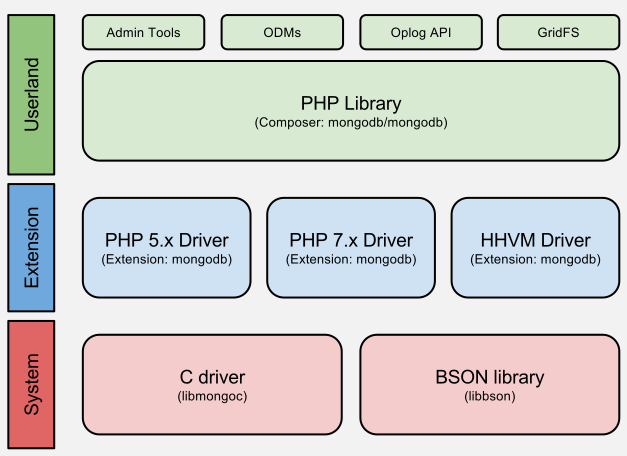 Userland
Admin Tools
ODMs
Oplog API
GridFS
PHP Library
(Composer: mongodb/mongodb)
Extension
PHP 5.x Driver
(Extension: mongodb)
PHP 7.x Driver
(Extension: mongodb)
HHVM Driver
(Extension: mongodb)
System
C driver
(libmongoc)
BSON library
(libbson)